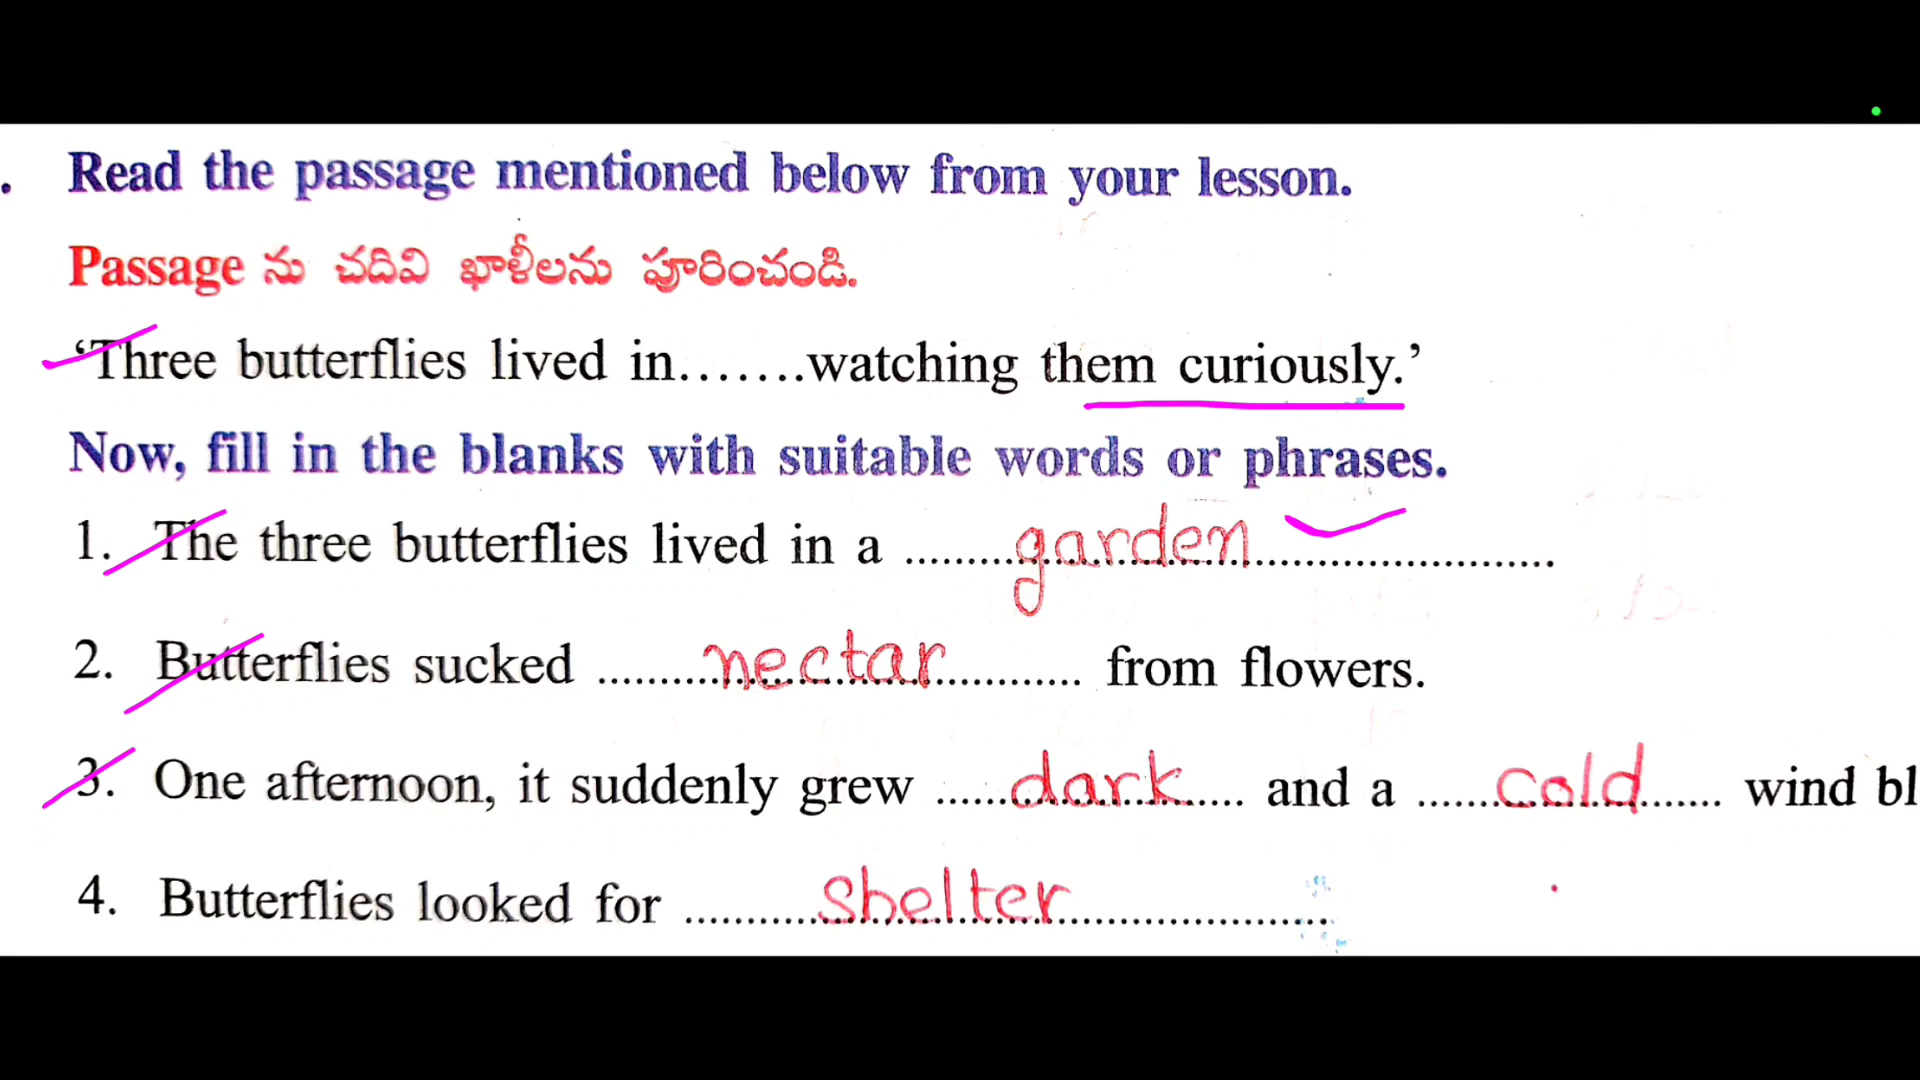 . Read the passage mentioned below from your lesson.
Passage ను చదివి ఖాళీలను పూరించండి.
‘Three butterflies lived in.......watching them curiously.’
Now, fill in the blanks with suitable words or phrases.
1. The three butterflies lived in a ......... garden ..............................
2. Butterflies sucked ......... nectar ............ from flowers.
3. One afternoon, it suddenly grew ...... dark ...... and a ...... cold ....... wind bl
4. Butterflies looked for ........... shelter ......................